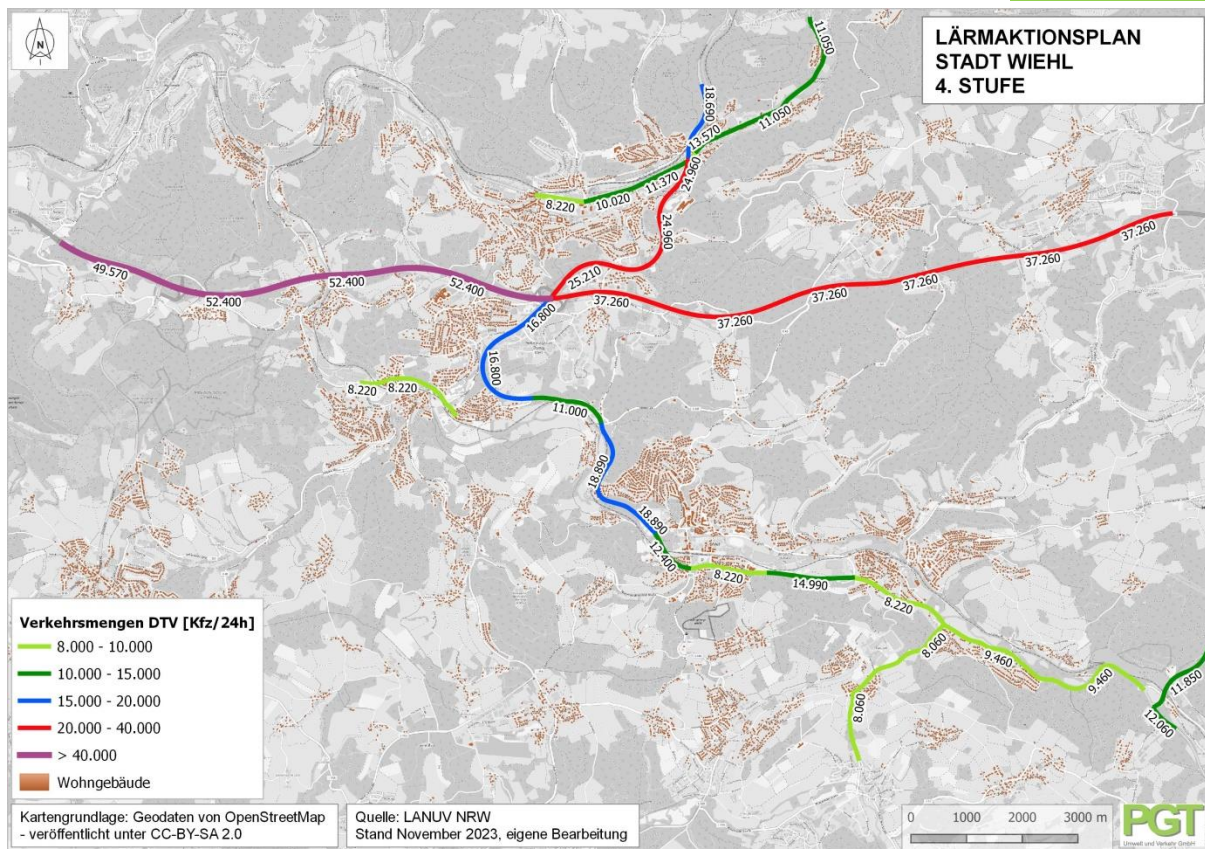 N
LÄRMAKTIONSPLAN
STADT WIEHL
4. STUFE
11.050
18.690
11.050
13.570
24.960
11.370
10.020
8.220
24.960
25.210
49.570
52.400
52.400
52.400
37.260
37.260
37.260
37.260
37.260
37.260
16.800
16.800
8.220
8.220
11.000
18.890
18.890
12.400
8.220
14.990
8.220
8.060
9.460
9.460
8.060
11.850
12.060
Verkehrsmengen DTV [Kfz/24h]
8.000 - 10.000
10.000 - 15.000
15.000 - 20.000
20.000 - 40.000
> 40.000
Wohngebäude
Kartengrundlage: Geodaten von OpenStreetMap
- veröffentlicht unter CC-BY-SA 2.0
Quelle: LANUV NRW
Stand November 2023, eigene Bearbeitung
0 1000 2000 3000 m
PGT
Umwelt und Verkehr GmbH